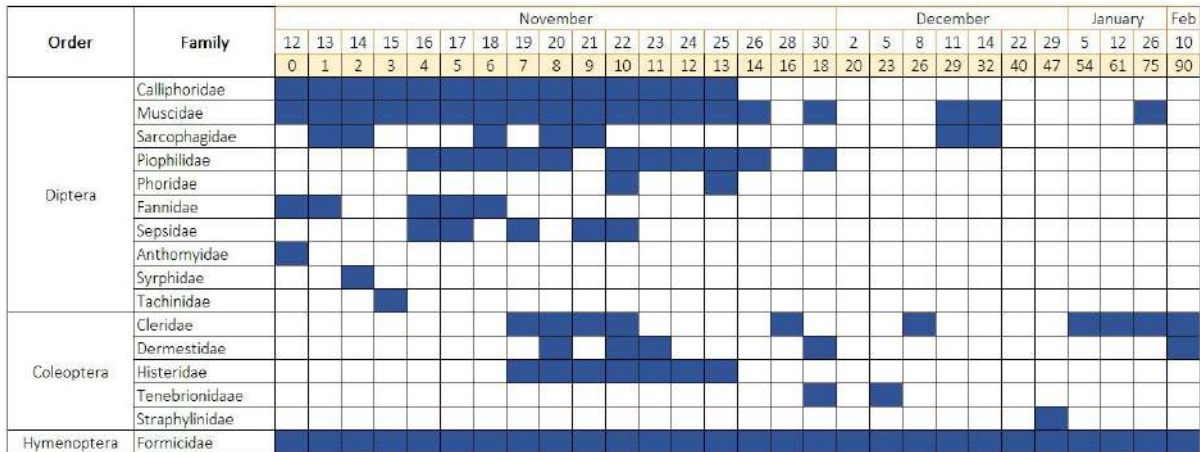 Order Family November December January Feb
12 13 14 15 16 17 18 19 20 21 22 23 24 25 26 28 30 2 5 8 11 14 22 29 5 12 26 10
0 1 2 3 4 5 6 7 8 9 10 11 12 13 14 16 18 20 23 26 29 32 40 47 54 61 75 90
Diptera
Calliphoridae
Muscidae
Sarcophagidae
Piophilidae
Phoridae
Fannidae
Sepsidae
Anthomyidae
Syrphidae
Tachinidae
Coleoptera
Cleridae
Dermestidae
Histeridae
Tenebrionidaae
Straphylinidae
Hymenoptera Formicidae